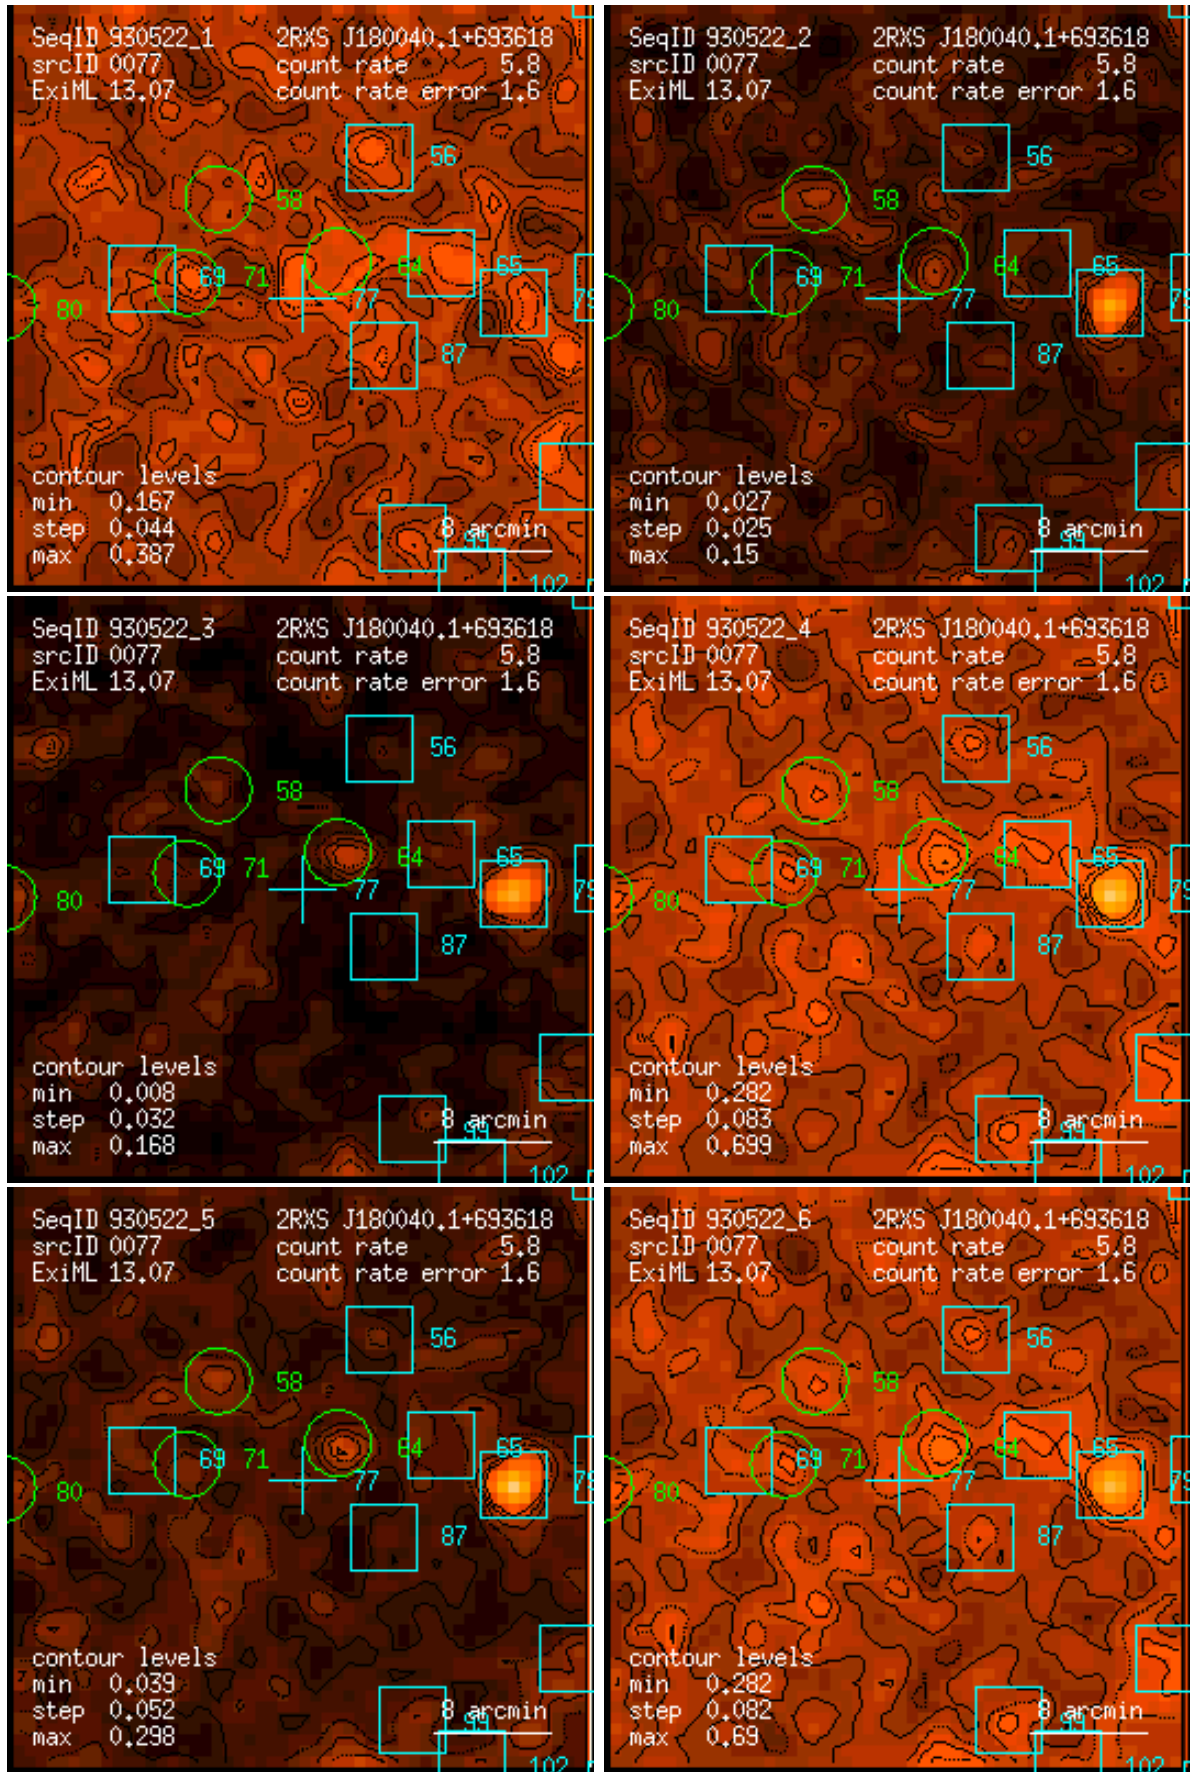 SeqID 930522_1 2RXS J180040.1+693618
srcID 0077 count rate 5.8
ExiML 13.07 count rate error 1.6
56
58
64 65
69 71
77 79
80
87
contour levels
min 0.167
step 0.044
max 0.387
8 arcmin
99
102
SeqID 930522_2 2RXS J180040.1+693618
srcID 0077 count rate 5.8
ExiML 13.07 count rate error 1.6
56
58
64 65
69 71
77
80
87
contour levels
min 0.027
step 0.025
max 0.15
8 arcmin
99
102
SeqID 930522_3 2RXS J180040.1+693618
srcID 0077 count rate 5.8
ExiML 13.07 count rate error 1.6
56
58
64 65
69 71
77 79
80
87
contour levels
min 0.008
step 0.032
max 0.168
8 arcmin
99
102
SeqID 930522_4 2RXS J180040.1+693618
srcID 0077 count rate 5.8
ExiML 13.07 count rate error 1.6
56
58
64 65
69 71
77
80
87
contour levels
min 0.282
step 0.083
max 0.699
8 arcmin
99
102
SeqID 930522_5 2RXS J180040.1+693618
srcID 0077 count rate 5.8
ExiML 13.07 count rate error 1.6
56
58
64 65
69 71
77 79
80
87
contour levels
min 0.039
step 0.052
max 0.298
8 arcmin
99
102
SeqID 930522_6 2RXS J180040.1+693618
srcID 0077 count rate 5.8
ExiML 13.07 count rate error 1.6
56
58
64 65
69 71
77
80
87
contour levels
min 0.282
step 0.082
max 0.69
8 arcmin
99
102